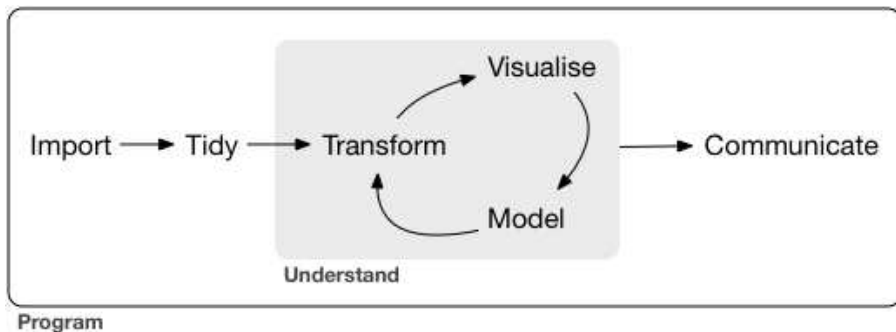 Visualise
Import Tidy Transform Communicate
Model
Understand
Program